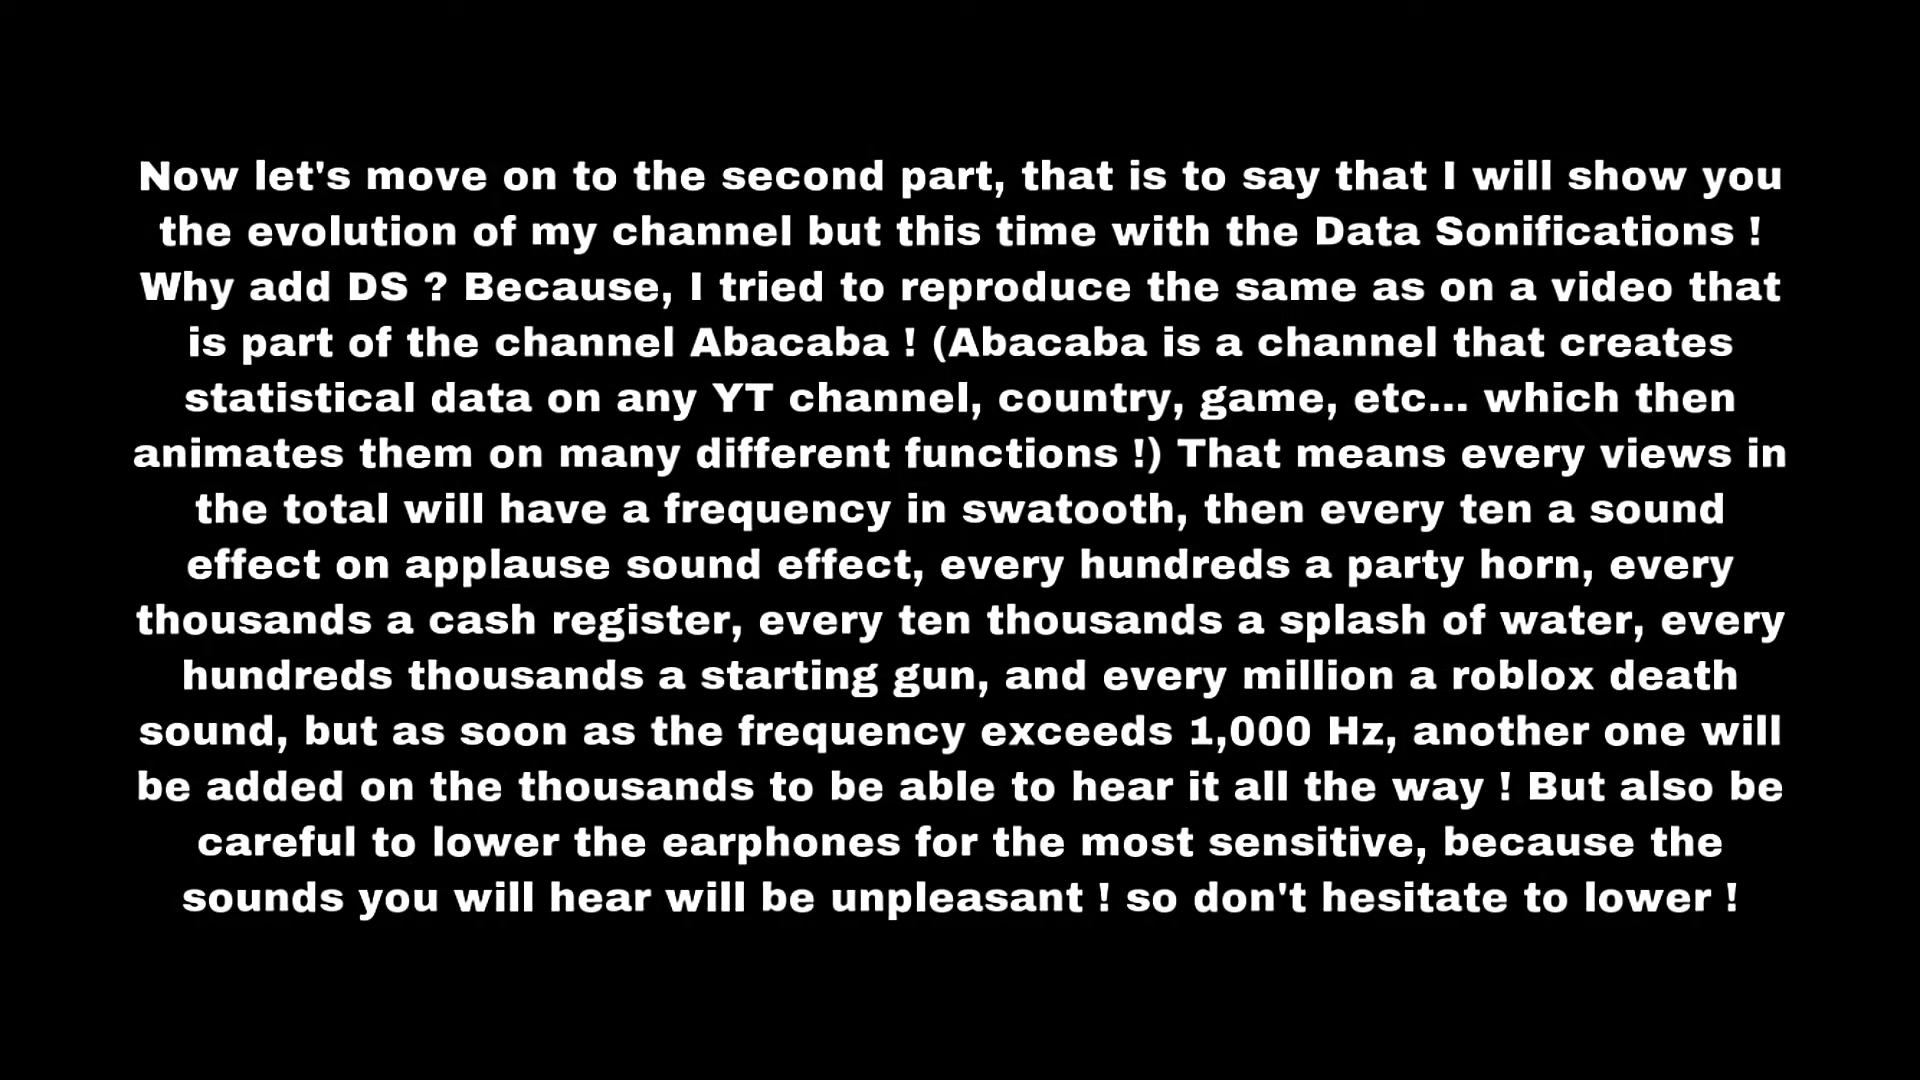 Now let's move on to the second part, that is to say that I will show you
the evolution of my channel but this time with the Data Sonifications !
Why add DS ? Because, I tried to reproduce the same as on a video that
is part of the channel Abacaba ! (Abacaba is a channel that creates
statistical data on any YT channel, country, game, etc... which then
animates them on many different functions !) That means every views in
the total will have a frequency in swatooth, then every ten a sound
effect on applause sound effect, every hundreds a party horn, every
thousands a cash register, every ten thousands a splash of water, every
hundreds thousands a starting gun, and every million a roblox death
sound, but as soon as the frequency exceeds 1,000 Hz, another one will
be added on the thousands to be able to hear it all the way ! But also be
careful to lower the earphones for the most sensitive, because the
sounds you will hear will be unpleasant ! so don't hesitate to lower !